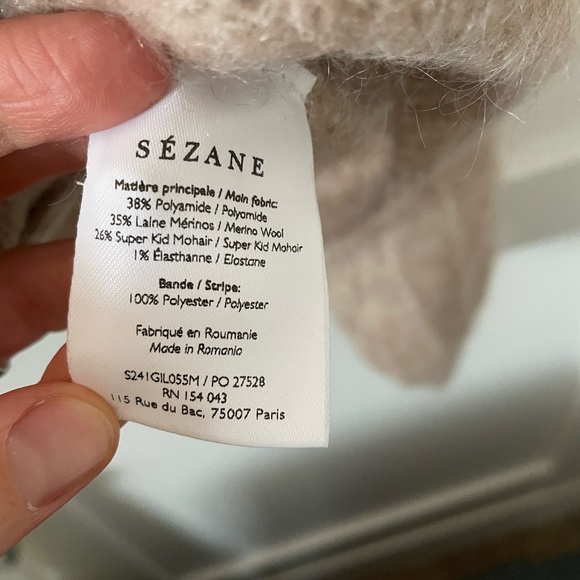 SÉZANE
Matière principale / Main fabric:
38% Polyamide / Polyamide
35% Laine Mérinos / Merino Wool
26% Super Kid Mohair / Super Kid Mohair
1% Élasthanne / Elastane
Bande / Stripe:
100% Polyester / Polyester
Fabriqué en Roumanie
Made in Romania
S241GIL055M / PO 27528
RN 154 043
115 Rue du Bac, 75007 Paris